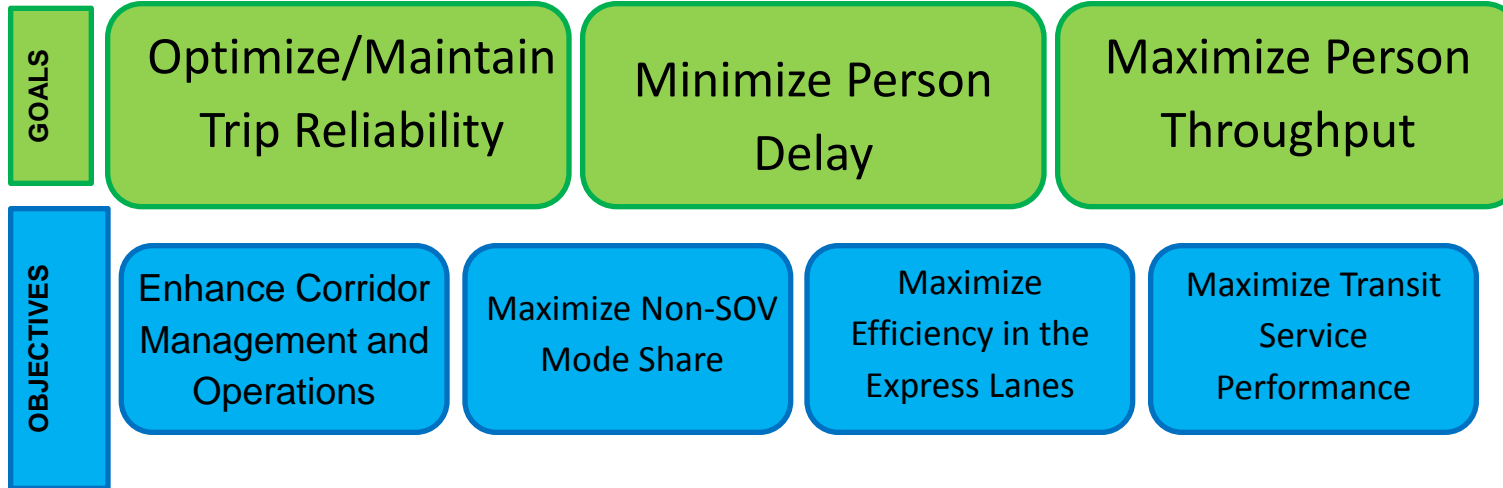 GOALS
Optimize/Maintain
Trip Reliability
Minimize Person
Delay
Maximize Person
Throughput
OBJECTIVES
Enhance Corridor
Management and
Operations
Maximize Non-SOV
Mode Share
Maximize
Efficiency in the
Express Lanes
Maximize Transit
Service
Performance